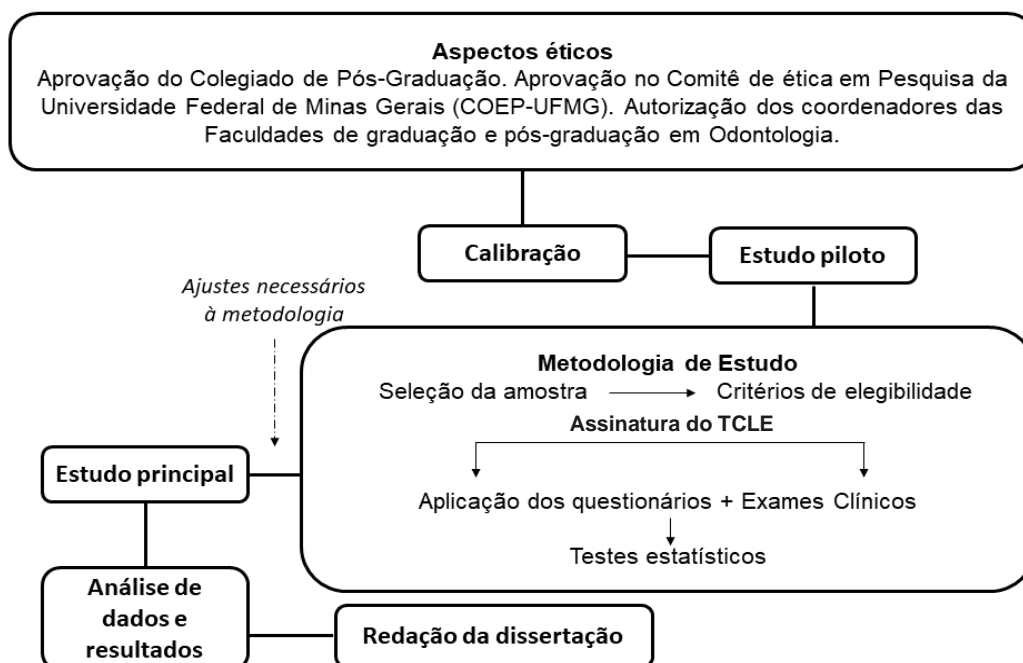 Aspectos éticos
Aprovação do Colegiado de Pós-Graduação. Aprovação no Comitê de ética em Pesquisa da
Universidade Federal de Minas Gerais (COEP-UFMG). Autorização dos coordenadores das
Faculdades de graduação e pós-graduação em Odontologia.
Calibração
Estudo piloto
Ajustes necessários
à metodologia
Metodologia de Estudo
Seleção da amostra
Critérios de elegibilidade
Assinatura do TCLE
Aplicação dos questionários + Exames Clínicos
Testes estatísticos
Estudo principal
Análise de
dados e
resultados
Redação da dissertação